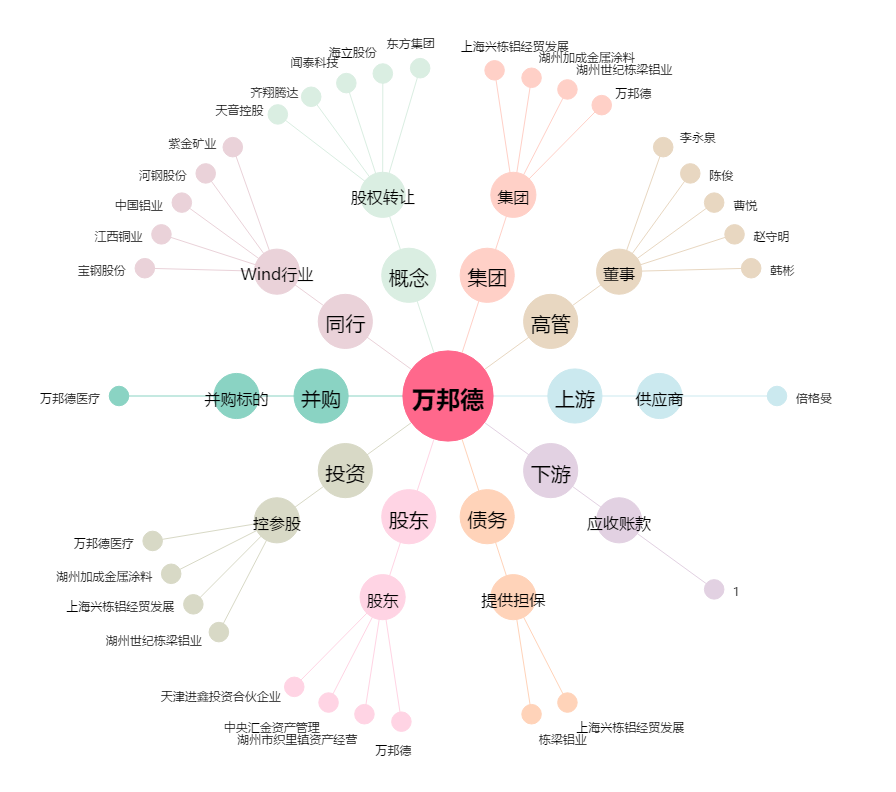 东方集团
海立股份
闻泰科技
齐翔腾达
天音控股
股权转让
概念
上海兴栋铝经贸发展
湖州加成金属涂料
湖州世纪栋梁铝业
万邦德
集团
集团
李永泉
陈俊
曹悦
赵守明
韩彬
董事
高管
紫金矿业
河钢股份
中国铝业
江西铜业
宝钢股份
Wind行业
同行
万邦德医疗
并购标的
并购
万邦德
上游
供应商
倍格曼
投资
控参股
万邦德医疗
湖州加成金属涂料
上海兴栋铝经贸发展
湖州世纪栋梁铝业
股东
股东
天津进鑫投资合伙企业
中央汇金资产管理
湖州市织里镇资产经营
万邦德
债务
提供担保
上海兴栋铝经贸发展
栋梁铝业
下游
应收账款
1